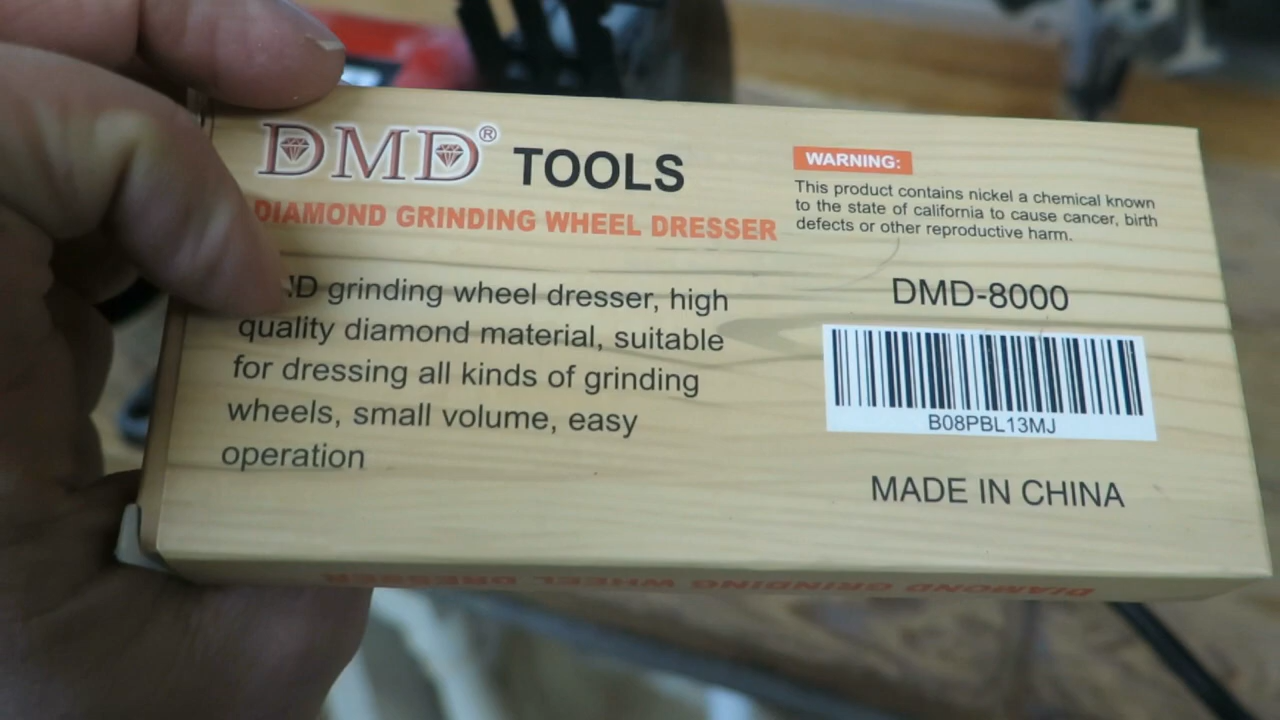 DMD® TOOLS
DIAMOND GRINDING WHEEL DRESSER
grinding wheel dresser, high
quality diamond material, suitable
for dressing all kinds of grinding
wheels, small volume, easy
operation
WARNING:
This product contains nickel a chemical known
to the state of california to cause cancer, birth
defects or other reproductive harm.
DMD-8000
B08PBL13MJ
MADE IN CHINA
DIAMOND GRINDING WHEEL DRESSER